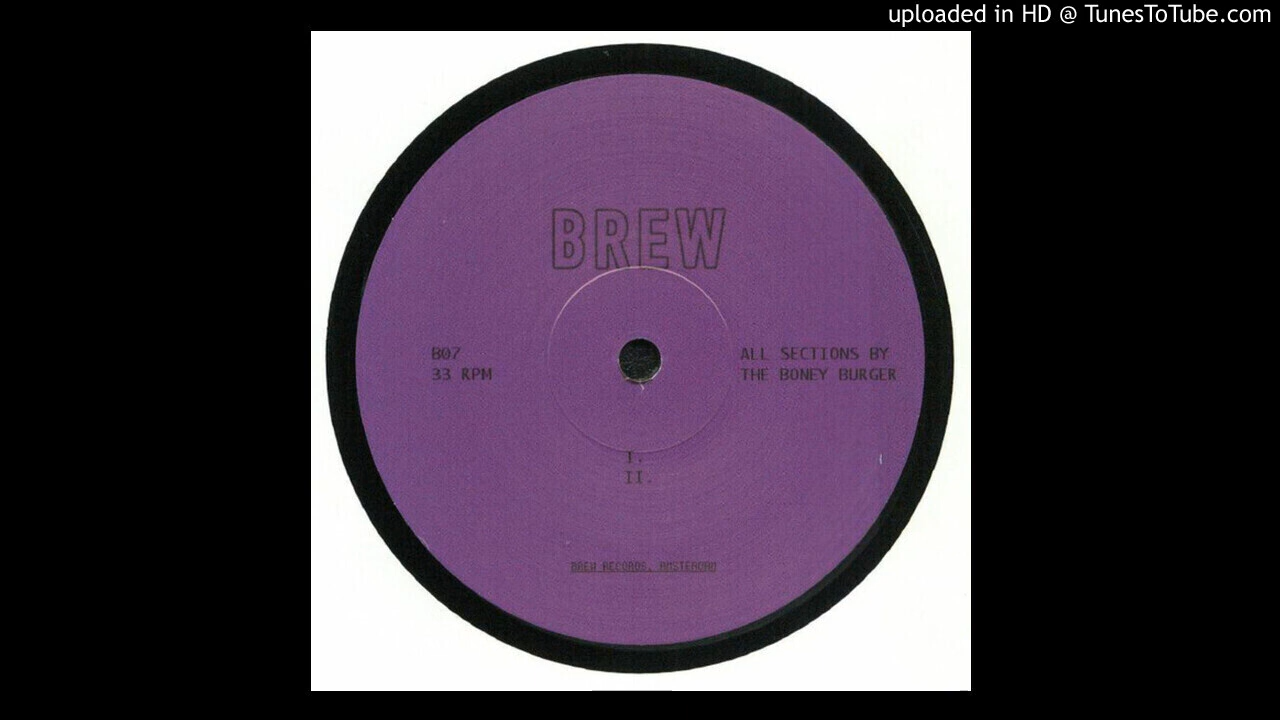 uploaded in HD @ TunesToTube.com
BREW
B07
33 RPM
ALL SECTIONS BY
THE BONEY BURGER
I.
II.
BREW RECORDS, AMSTERDAM